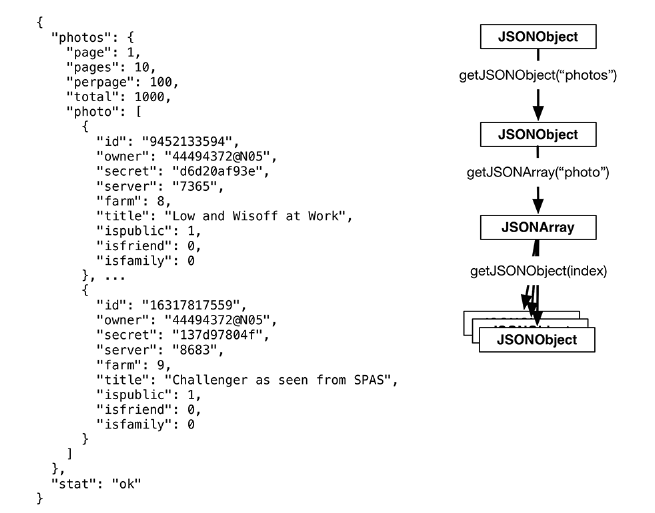 {
"photos": {
"page": 1,
"pages": 10,
"perpage": 100,
"total": 1000,
"photo": [
{
"id": "9452133594",
"owner": "44494372@N05",
"secret": "d6d20af93e",
"server": "7365",
"farm": 8,
"title": "Low and Wisoff at Work",
"ispublic": 1,
"isfriend": 0,
"isfamily": 0
}, ...
{
"id": "16317817559",
"owner": "44494372@N05",
"secret": "137d97804f",
"server": "8683",
"farm": 9,
"title": "Challenger as seen from SPAS",
"ispublic": 1,
"isfriend": 0,
"isfamily": 0
}
]
},
"stat": "ok"
}
JSONObject
getJSONObject(“photos”)
JSONObject
getJSONArray(“photo”)
JSONArray
getJSONObject(index)
JSONObject